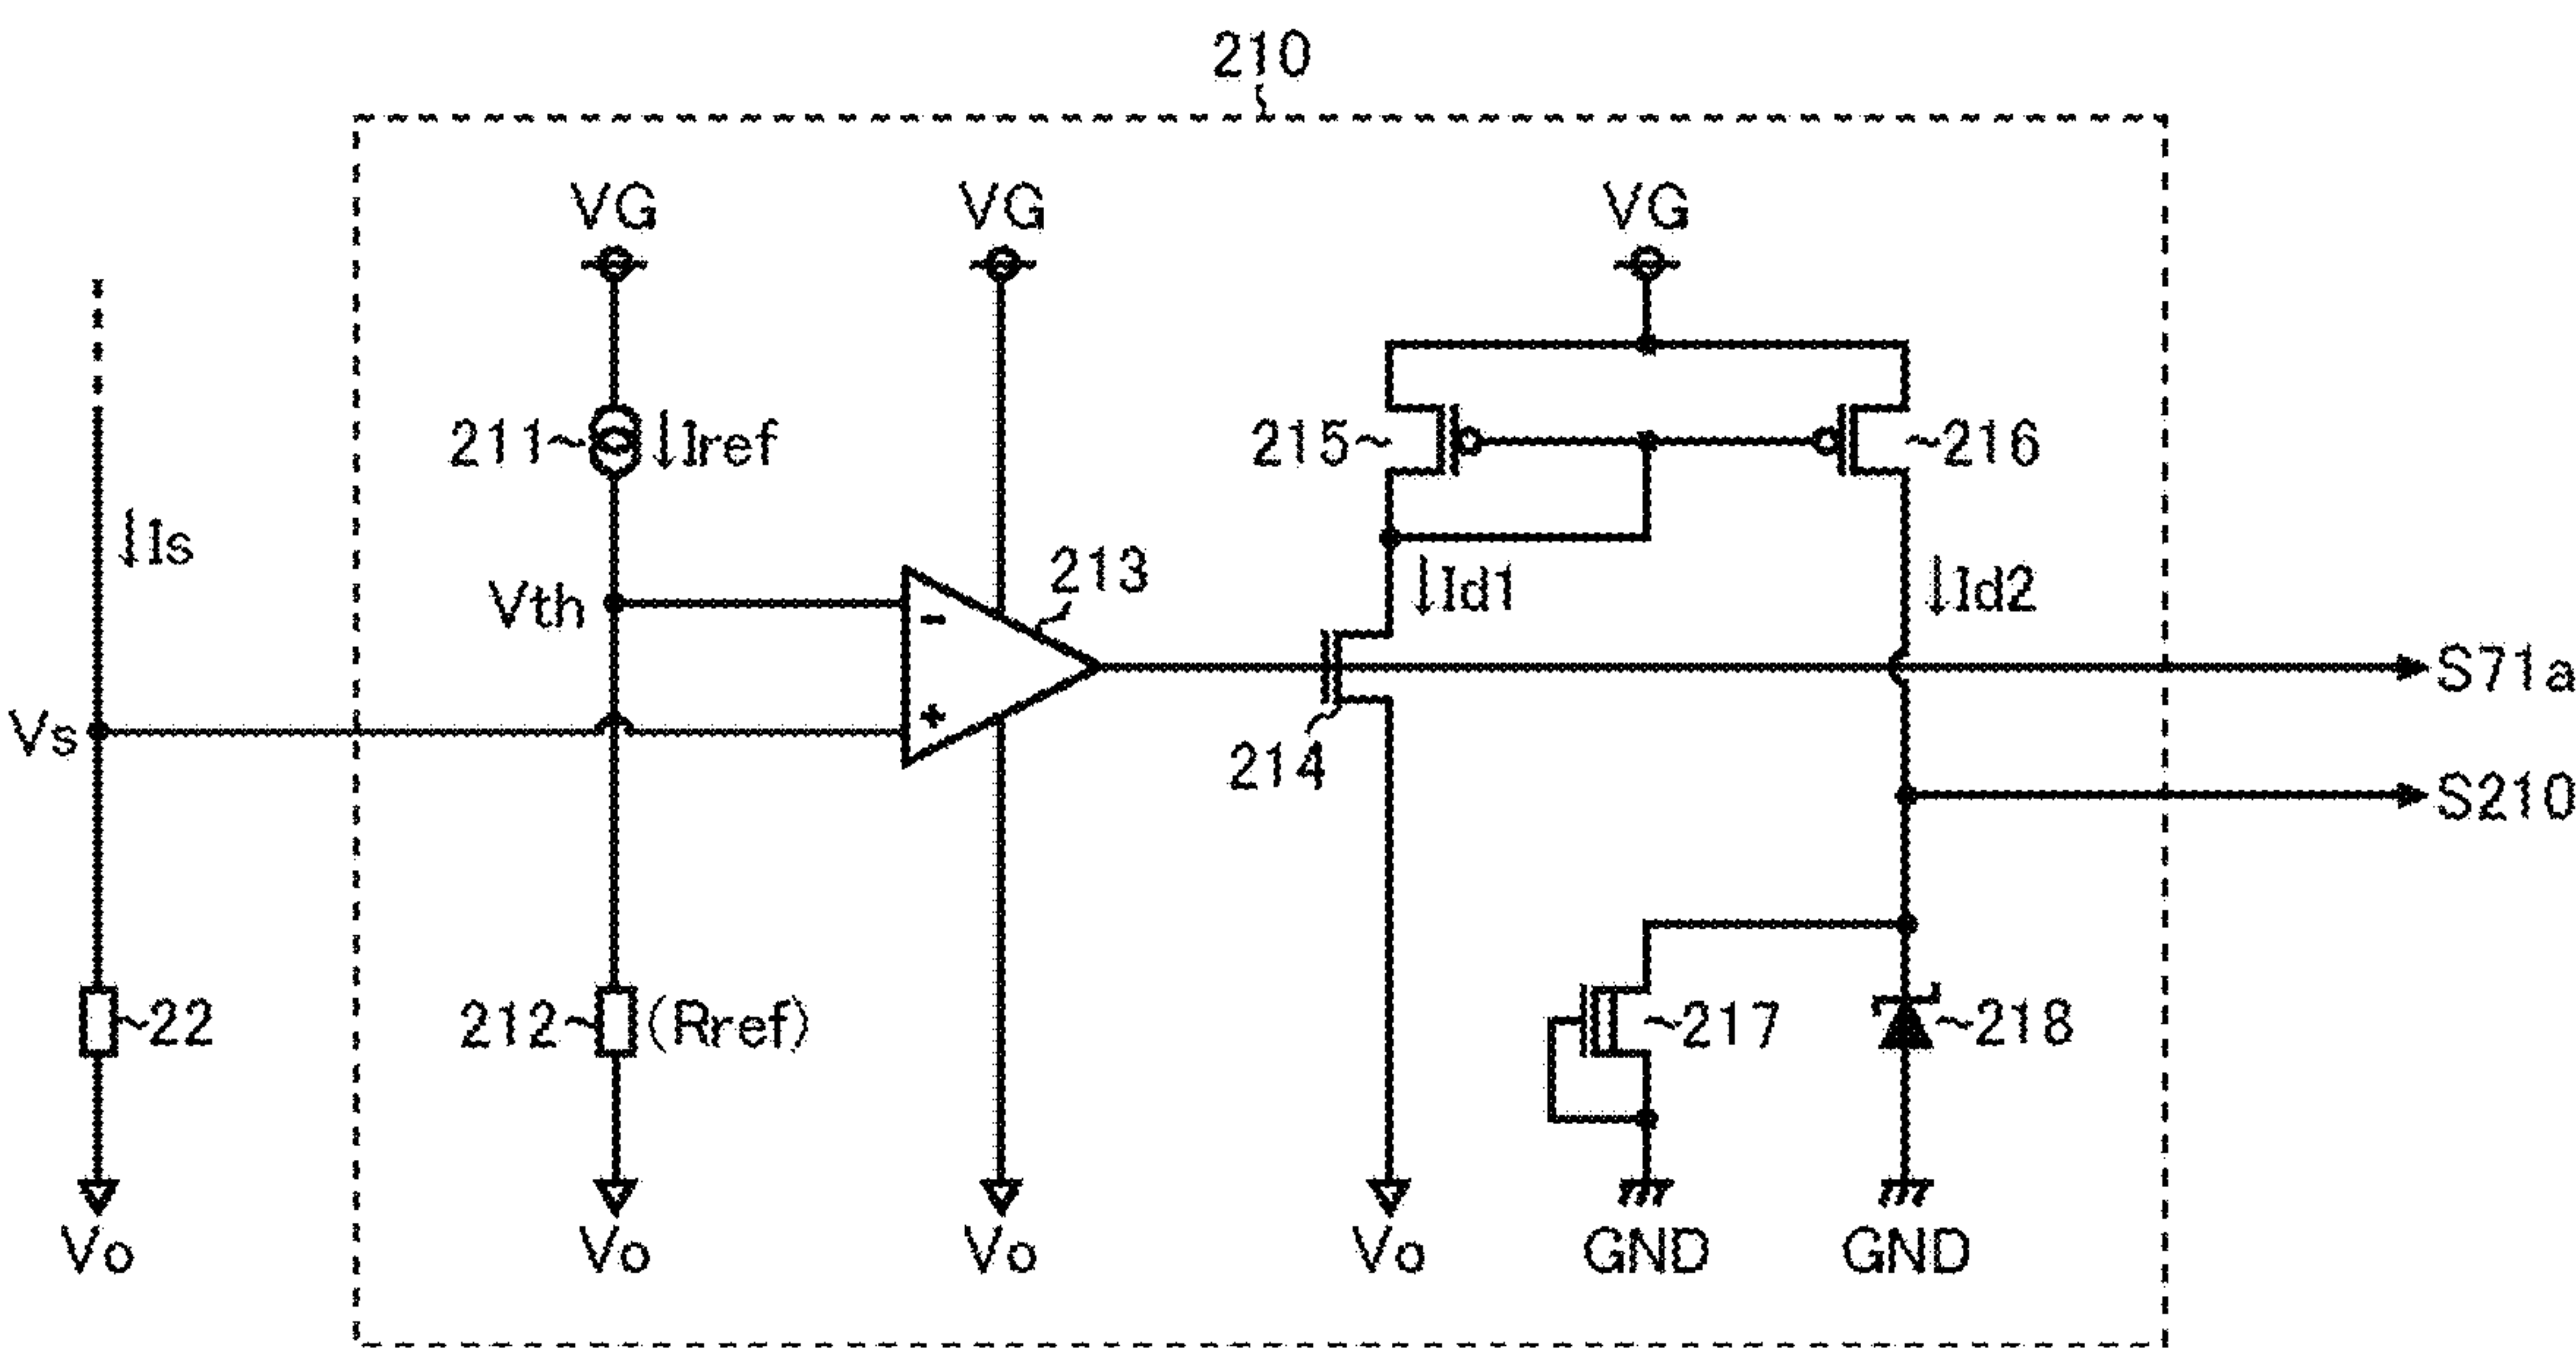 210
VG VG VG
211 ↓Iref 215 216
↓Is
Vth 213 ↓Id1 ↓Id2
-
S71a
Vs + 214
S210
22 212 (Rref) 217 218
Vo Vo Vo Vo GND GND